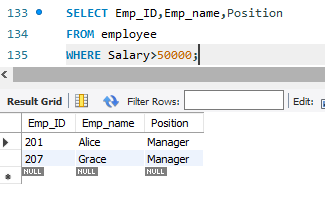 133 SELECT Emp_ID,Emp_name,Position
134 FROM employee
135 WHERE Salary>50000;
Result Grid Filter Rows: Edit:
Emp_ID Emp_name Position
201 Alice Manager
207 Grace Manager
NULL NULL NULL